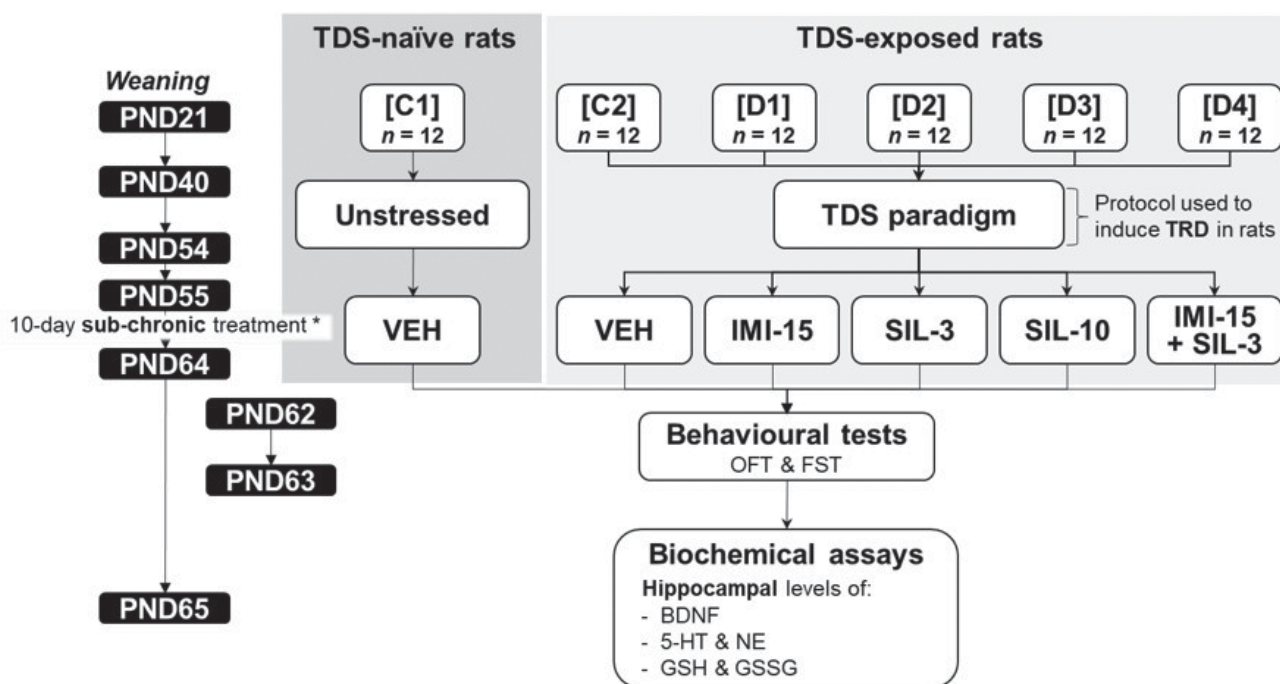 TDS-naïve rats
TDS-exposed rats
Weaning
PND21
PND40
PND54
PND55
10-day sub-chronic treatment *
PND64
PND62
PND63
PND65
[C1]
n = 12
Unstressed
VEH
[C2]
n = 12
[D1]
n = 12
[D2]
n = 12
[D3]
n = 12
[D4]
n = 12
TDS paradigm
Protocol used to
induce TRD in rats
VEH
IMI-15
SIL-3
SIL-10
IMI-15
+ SIL-3
Behavioural tests
OFT & FST
Biochemical assays
Hippocampal levels of:
- BDNF
- 5-HT & NE
- GSH & GSSG